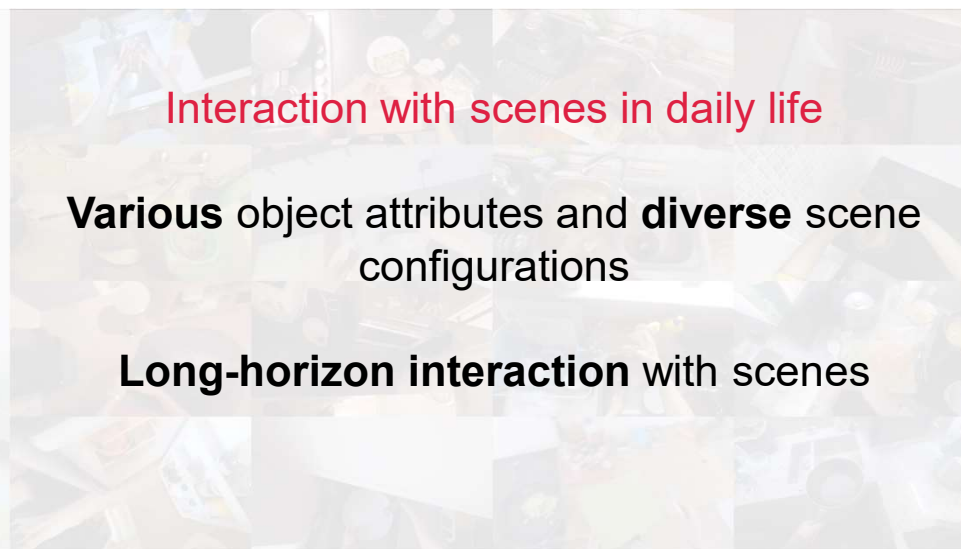 Interaction with scenes in daily life
Various object attributes and diverse scene
configurations
Long-horizon interaction with scenes